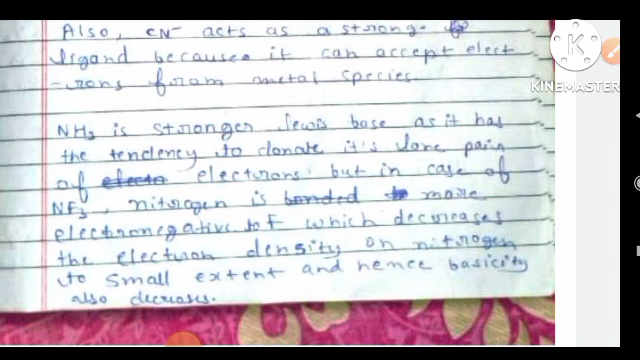 Also, CN- acts as a strong
ligand because it can accept elect
-rons foram metal species
NH3 is stronger lewis base as it has
the tendency to donate it's lone pair
of electrons but in case of
NF3, nitrogen is bonded to more
electronegative to F which decreases
the electron density on nitrogen
to small extent and hence basicity
also decreases.
K
KINEMASTER